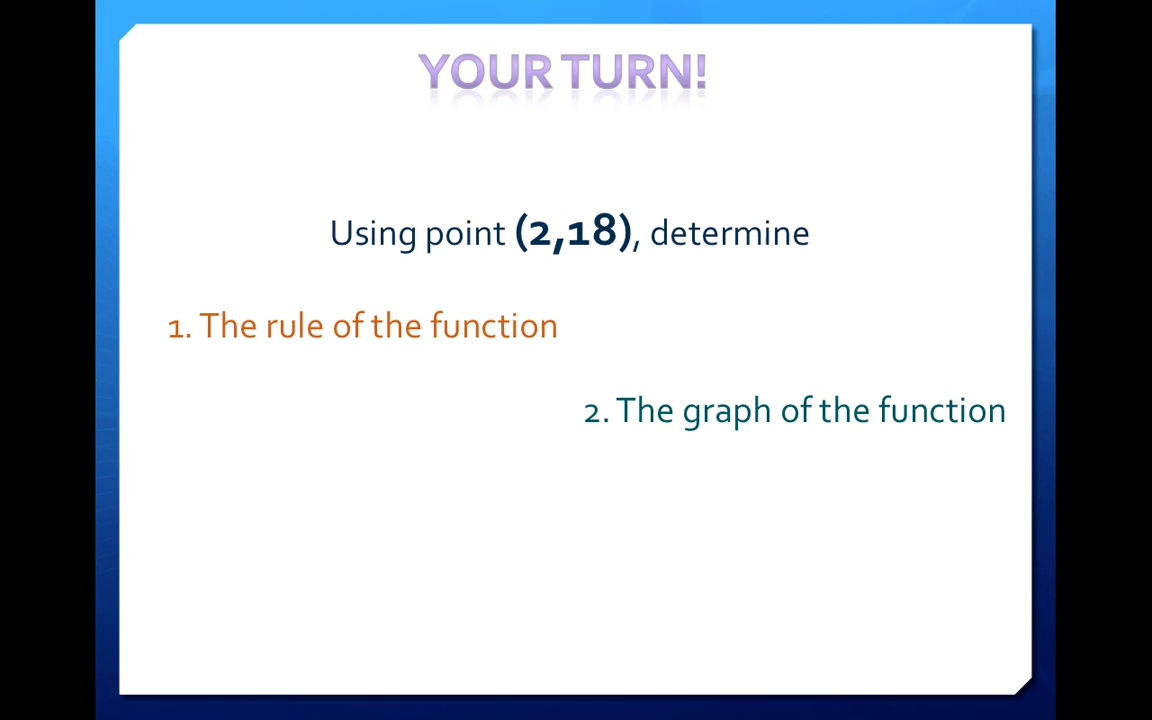 YOUR TURN!
Using point (2,18), determine
1. The rule of the function
2. The graph of the function